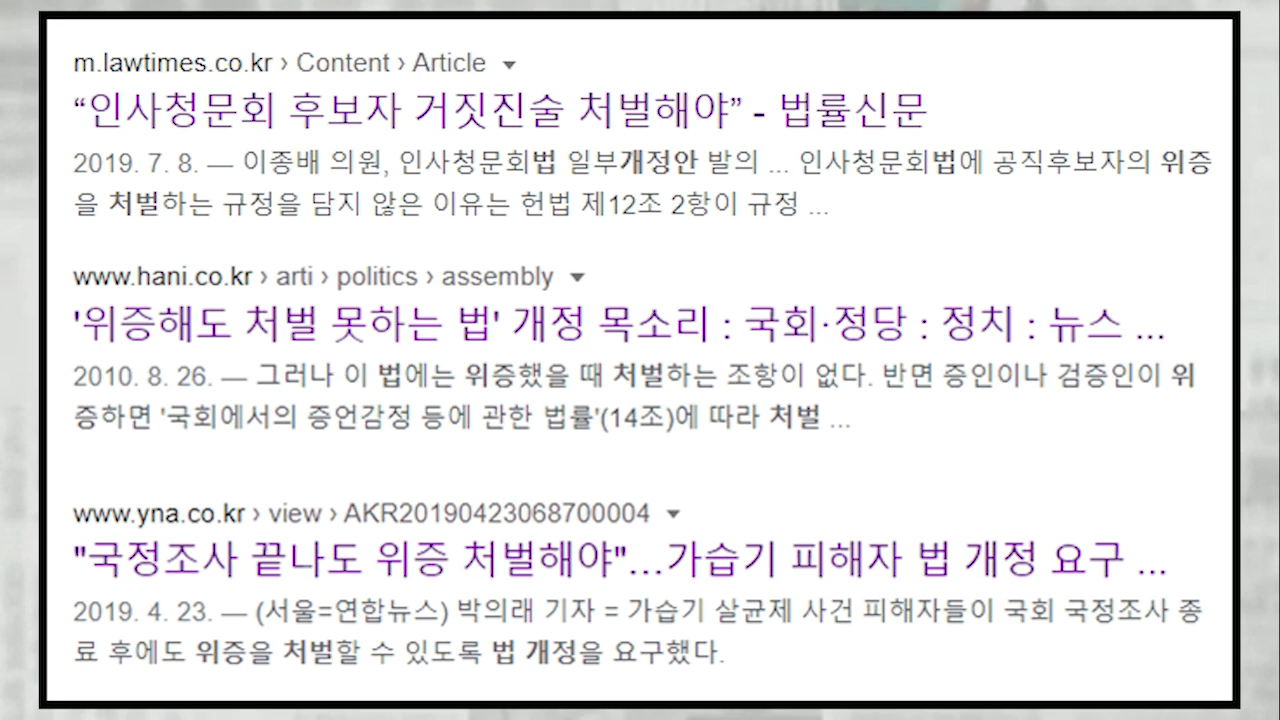 m.lawtimes.co.kr › Content › Article ▼
“인사청문회 후보자 거짓진술 처벌해야” - 법률신문
2019. 7. 8. — 이종배 의원, 인사청문회법 일부개정안 발의 ... 인사청문회법에 공직후보자의 위증
을 처벌하는 규정을 담지 않은 이유는 헌법 제12조 2항이 규정 ...
www.hani.co.kr › arti › politics › assembly ▼
'위증해도 처벌 못하는 법' 개정 목소리 : 국회·정당 : 정치 : 뉴스 ...
2010. 8. 26. — 그러나 이 법에는 위증했을 때 처벌하는 조항이 없다. 반면 증인이나 검증인이 위
증하면 '국회에서의 증언감정 등에 관한 법률'(14조)에 따라 처벌 ...
www.yna.co.kr › view › AKR20190423068700004 ▼
"국정조사 끝나도 위증 처벌해야"...가습기 피해자 법 개정 요구 ...
2019. 4. 23. — (서울=연합뉴스) 박의래 기자 = 가습기 살균제 사건 피해자들이 국회 국정조사 종
료 후에도 위증을 처벌할 수 있도록 법 개정을 요구했다.